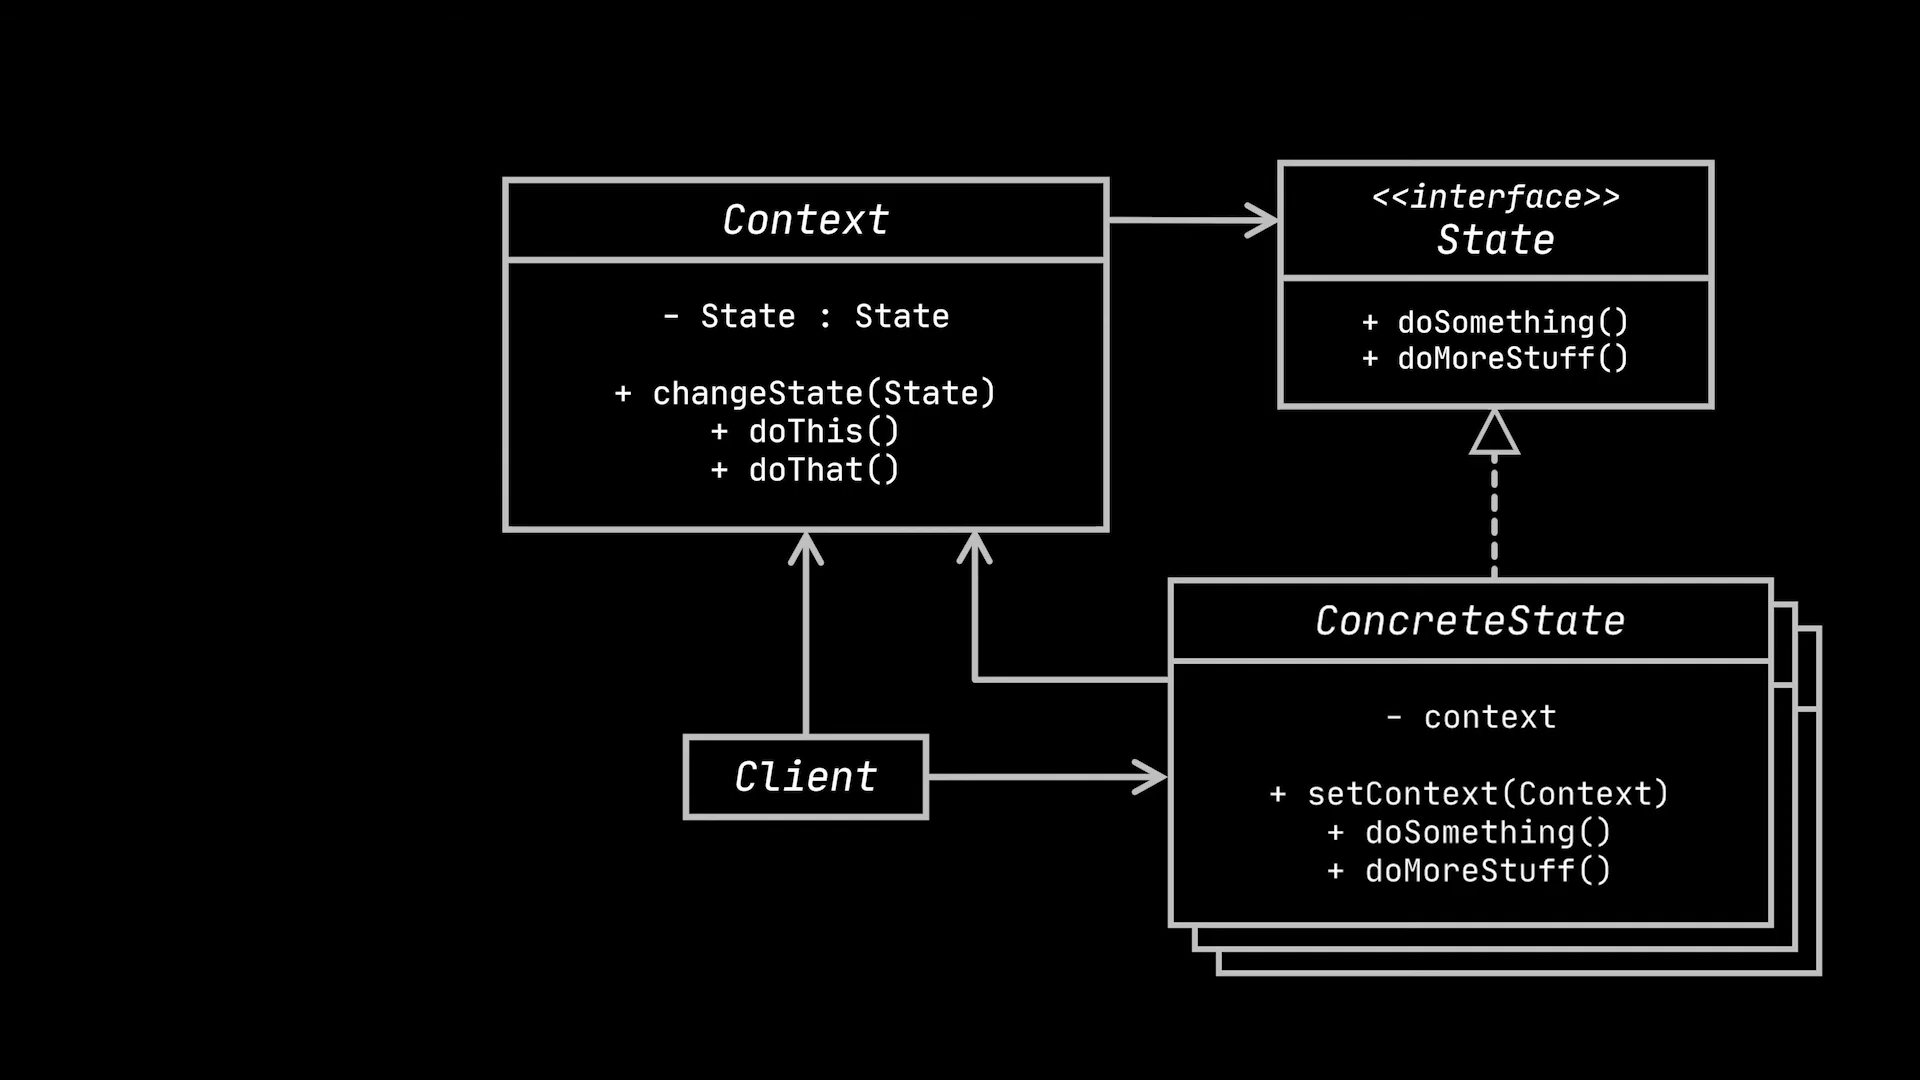 Context
- State : State
+ changeState(State)
+ doThis()
+ doThat()
<<interface>>
State
+ doSomething()
+ doMoreStuff()
Client
ConcreteState
- context
+ setContext(Context)
+ doSomething()
+ doMoreStuff()